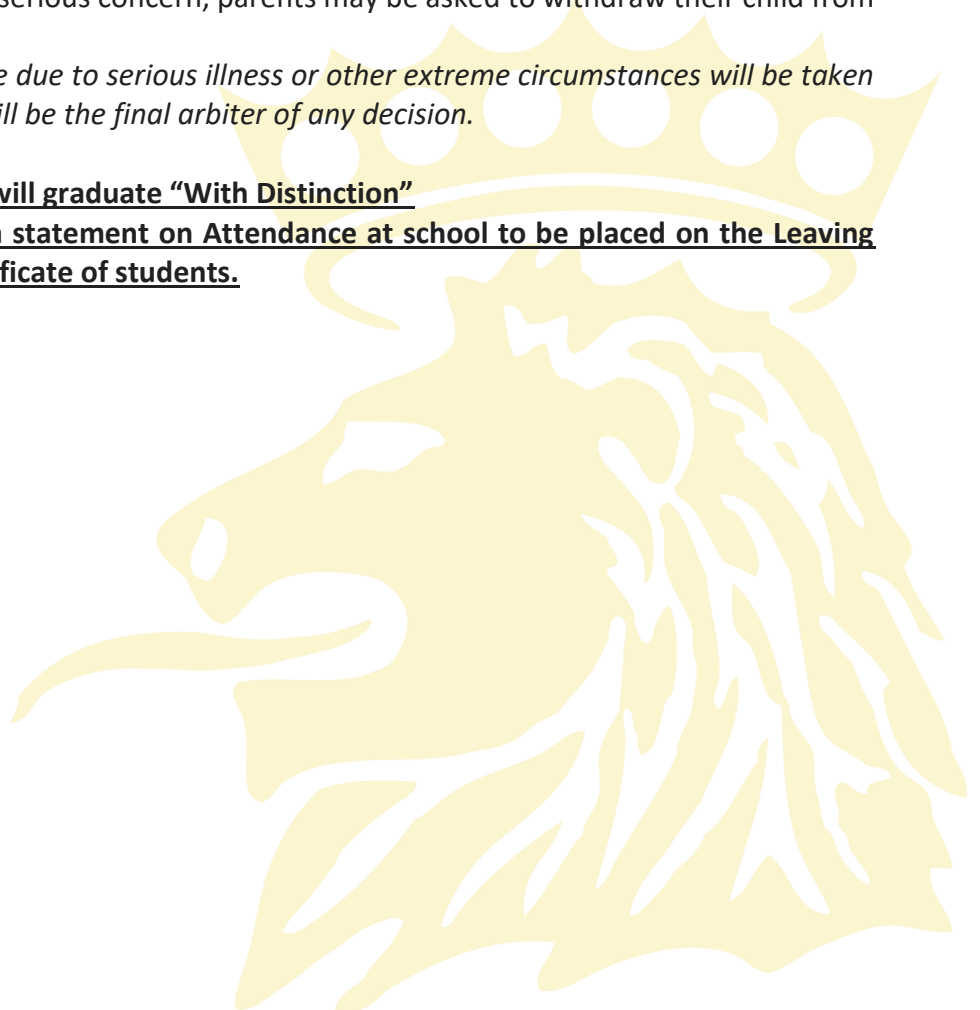 serious concern, parents may be asked to withdraw their child from
e due to serious illness or other extreme circumstances will be taken
ill be the final arbiter of any decision.
will graduate “With Distinction”
statement on Attendance at school to be placed on the Leaving
ficate of students.